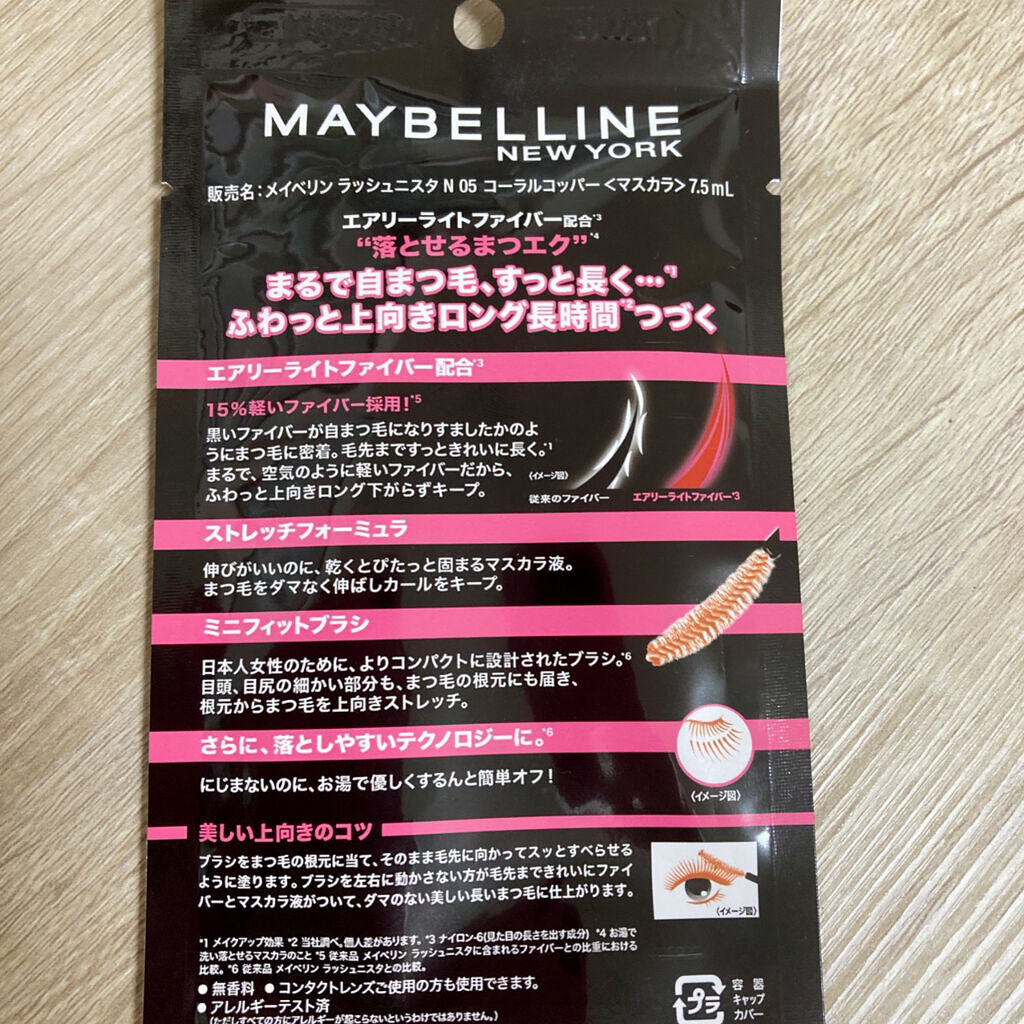 MAYBELLINE
NEW YORK
販売名：メイベリン ラッシュニスタ N 05 コーラルコッパー＜マスカラ＞7.5mL
エアリーライトファイバー配合*3
“落とせるまつエク”*4
まるで自まつ毛、すっと長く…*1
ふわっと上向きロング長時間*2つづく
エアリーライトファイバー配合*3
15％軽いファイバー採用！*5
黒いファイバーが自まつ毛になりすましたかのよ
うにまつ毛に密着。毛先まですっときれいに長く。*1
まるで、空気のように軽いファイバーだから、
ふわっと上向きロング下がらずキープ。
〈イメージ図〉
従来のファイバー
エアリーライトファイバー*3
ストレッチフォーミュラ
伸びがいいのに、乾くとぴたっと固まるマスカラ液。
まつ毛をダマなく伸ばしカールをキープ。
ミニフィットブラシ
日本人女性のために、よりコンパクトに設計されたブラシ。*6
目頭、目尻の細かい部分も、まつ毛の根元にも届き、
根元からまつ毛を上向きストレッチ。
さらに、落としやすいテクノロジーに。*6
にじまないのに、お湯で優しくするんと簡単オフ！
〈イメージ図〉
美しい上向きのコツ
ブラシをまつ毛の根元に当て、そのまま毛先に向かってスッとすべらせる
ように塗ります。ブラシを左右に動かさない方が毛先まできれいにファイ
バーとマスカラ液がついて、ダマのない美しい長いまつ毛に仕上がります。
〈イメージ図〉
*1 メイクアップ効果 *2 当社調べ。個人差があります。 *3 ナイロン-6(見た目の長さを出す成分) *4 お湯で
洗い落とせるマスカラのこと *5 従来品 メイベリン ラッシュニスタに含まれるファイバーとの比重における
比較。 *6 従来品 メイベリン ラッシュニスタとの比較。
● 無香料 ● コンタクトレンズご使用の方も使用できます。
● アレルギーテスト済
（ただしすべての方にアレルギーが起こらないというわけではありません。）
プラ
容器
キャップ
カバー